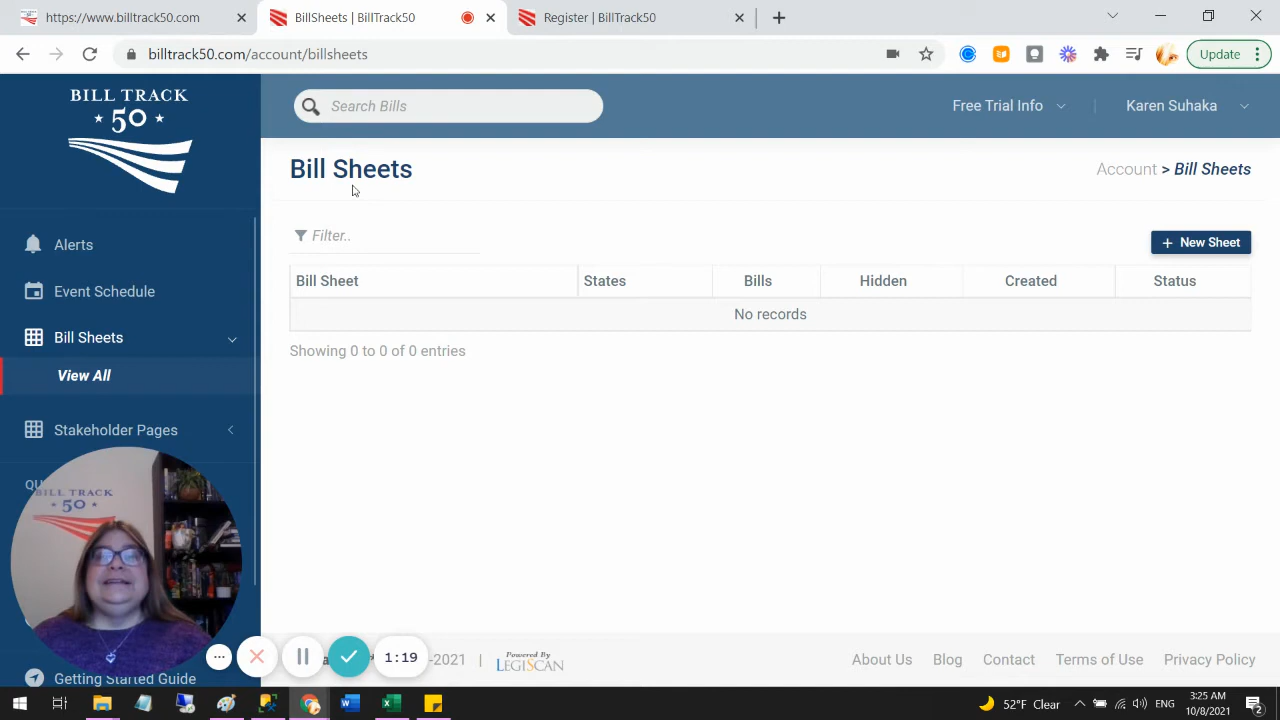 https://www.billtrack50.com
BillSheets | BillTrack50
Register | BillTrack50
billtrack50.com/account/billsheets
Update
BILL TRACK
50
Search Bills
Free Trial Info
Karen Suhaka
Bill Sheets
Account > Bill Sheets
Filter..
+ New Sheet
Bill Sheet States Bills Hidden Created Status
No records
Showing 0 to 0 of 0 entries
Alerts
Event Schedule
Bill Sheets
View All
Stakeholder Pages
QU
BILL TRACK
50
Getting Started Guide
1:19
-2021 |
Powered By
LEGISCAN
About Us
Blog
Contact
Terms of Use
Privacy Policy
52°F Clear
ENG
3:25 AM
10/8/2021
2